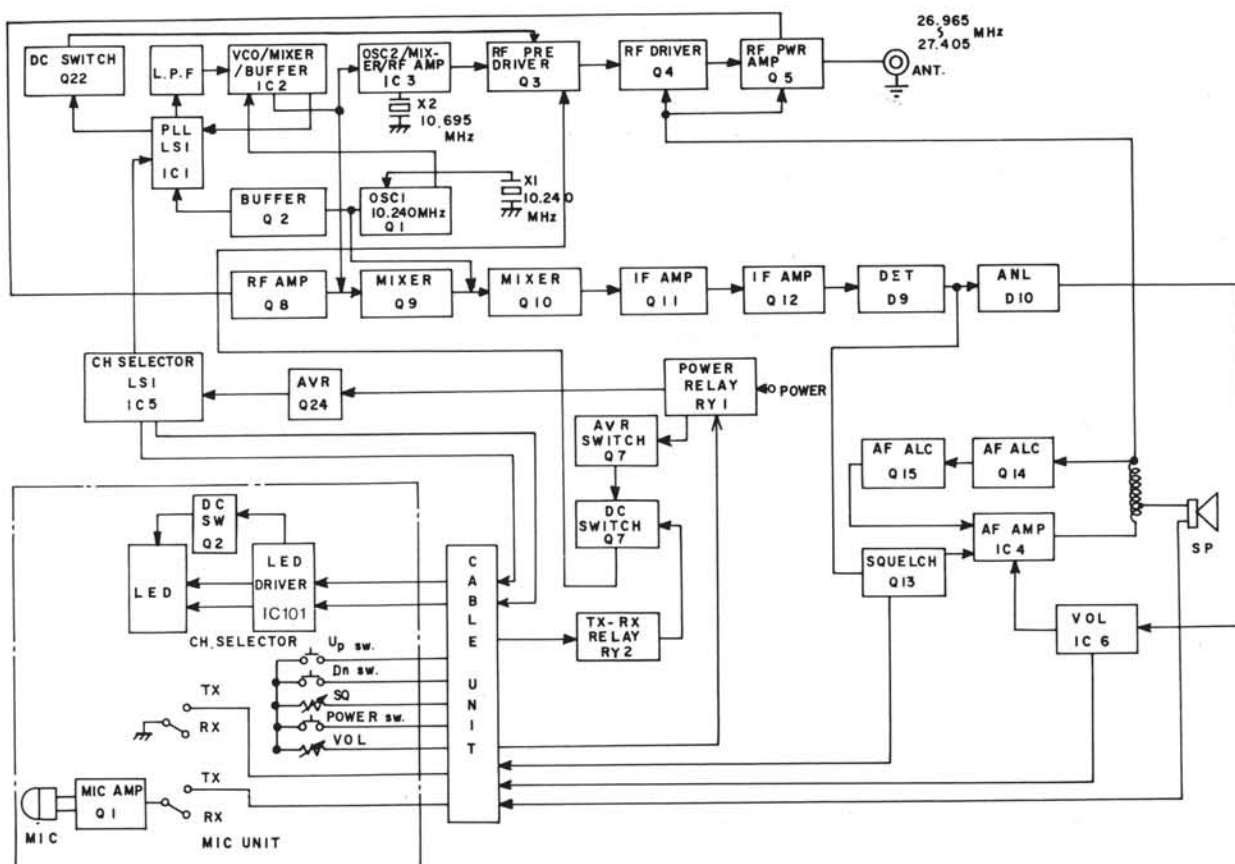 DC SWITCH
Q22
L.P.F
VCO/MIXER
/BUFFER
IC2
OSC2/MIX-
ER/RF AMP
IC3
RF PRE
DRIVER
Q3
RF DRIVER
Q4
RF PWR
AMP
Q5
26.965
S
27.405
MHz
ANT.
X2
10.695
MHz
PLL
LSI
IC1
BUFFER
Q2
OSC1
10.240MHz
Q1
X1
10.240
MHz
RF AMP
Q8
MIXER
Q9
MIXER
Q10
IF AMP
Q11
IF AMP
Q12
DET
D9
ANL
D10
CH SELECTOR
LSI
IC5
AVR
Q24
POWER
RELAY
RY1
POWER
AVR
SWITCH
Q7
DC
SWITCH
Q7
TX-RX
RELAY
RY2
AF ALC
Q15
AF ALC
Q14
AF AMP
IC4
SQUELCH
Q13
VOL
IC6
SP
DC
SW
Q2
LED
LED
DRIVER
IC101
CH. SELECTOR
CABLE UNIT
Up sw.
Dn sw.
SQ
POWER sw.
VOL
TX
RX
TX
RX
MIC AMP
Q1
MIC
MIC UNIT